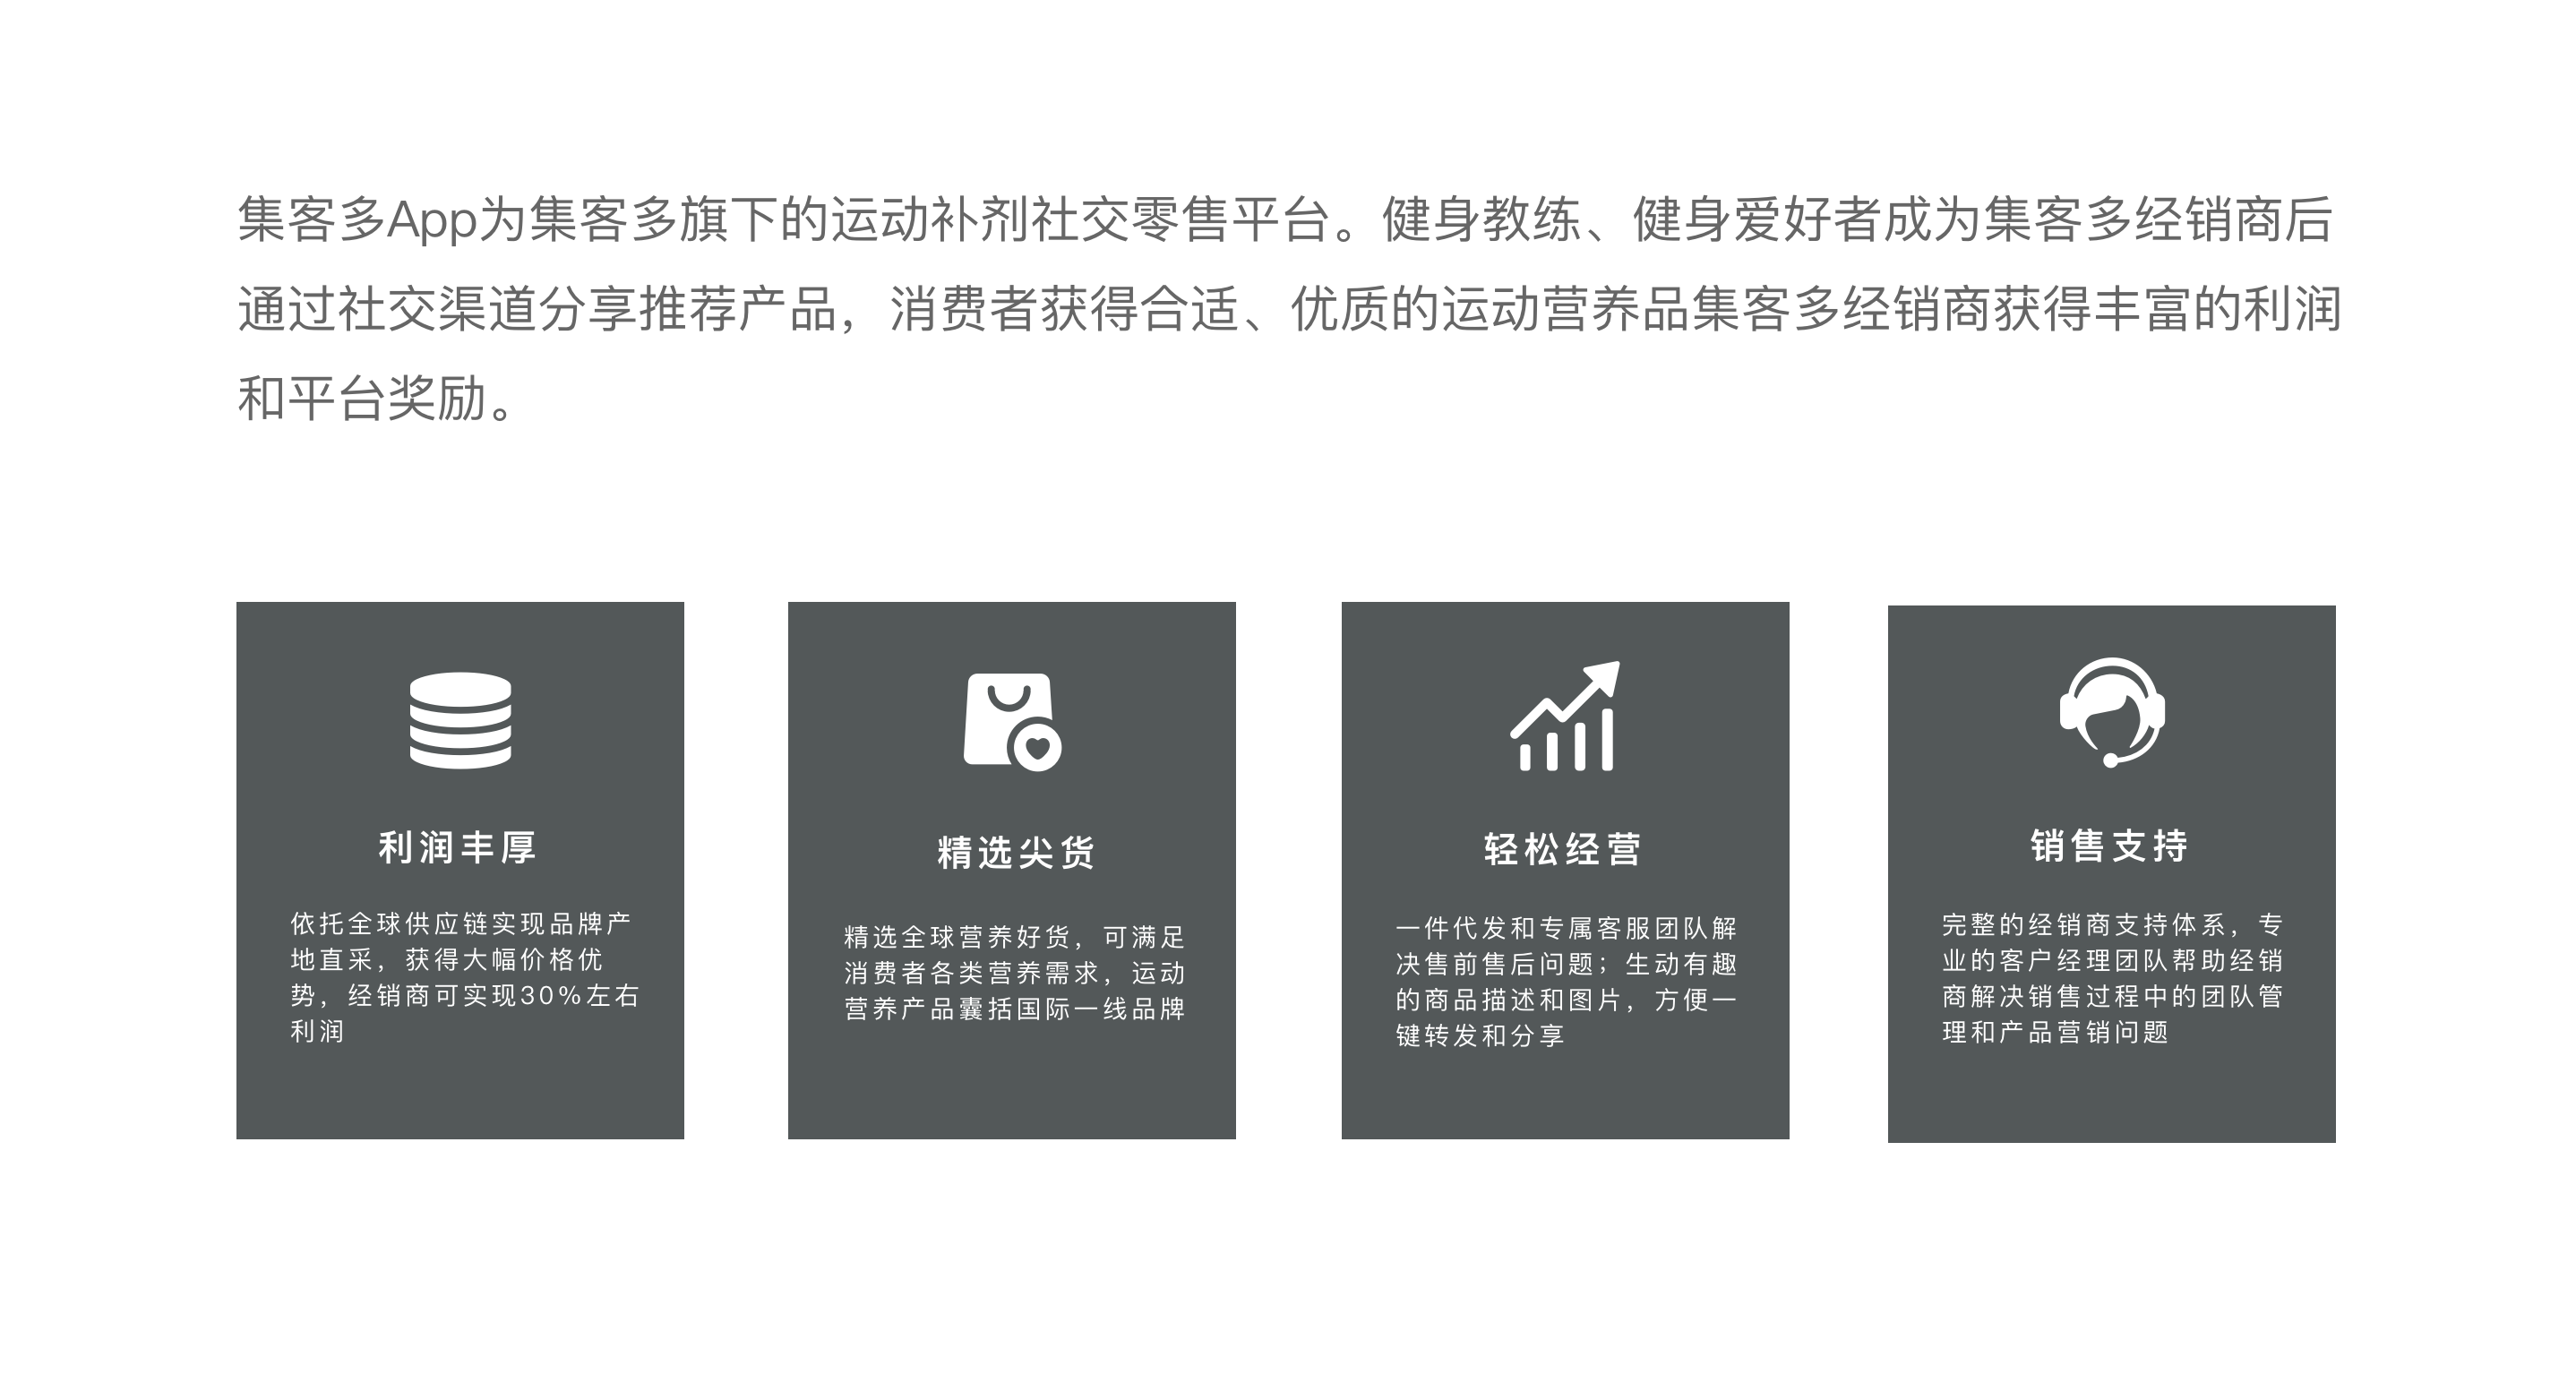 集客多App为集客多旗下的运动补剂社交零售平台。健身教练、健身爱好者成为集客多经销商后
通过社交渠道分享推荐产品，消费者获得合适、优质的运动营养品集客多经销商获得丰富的利润
和平台奖励。
利润丰厚
依托全球供应链实现品牌产
地直采，获得大幅价格优
势，经销商可实现30%左右
利润
精选尖货
精选全球营养好货，可满足
消费者各类营养需求，运动
营养产品囊括国际一线品牌
轻松经营
一件代发和专属客服团队解
决售前售后问题；生动有趣
的商品描述和图片，方便一
键转发和分享
销售支持
完整的经销商支持体系，专
业的客户经理团队帮助经销
商解决销售过程中的团队管
理和产品营销问题